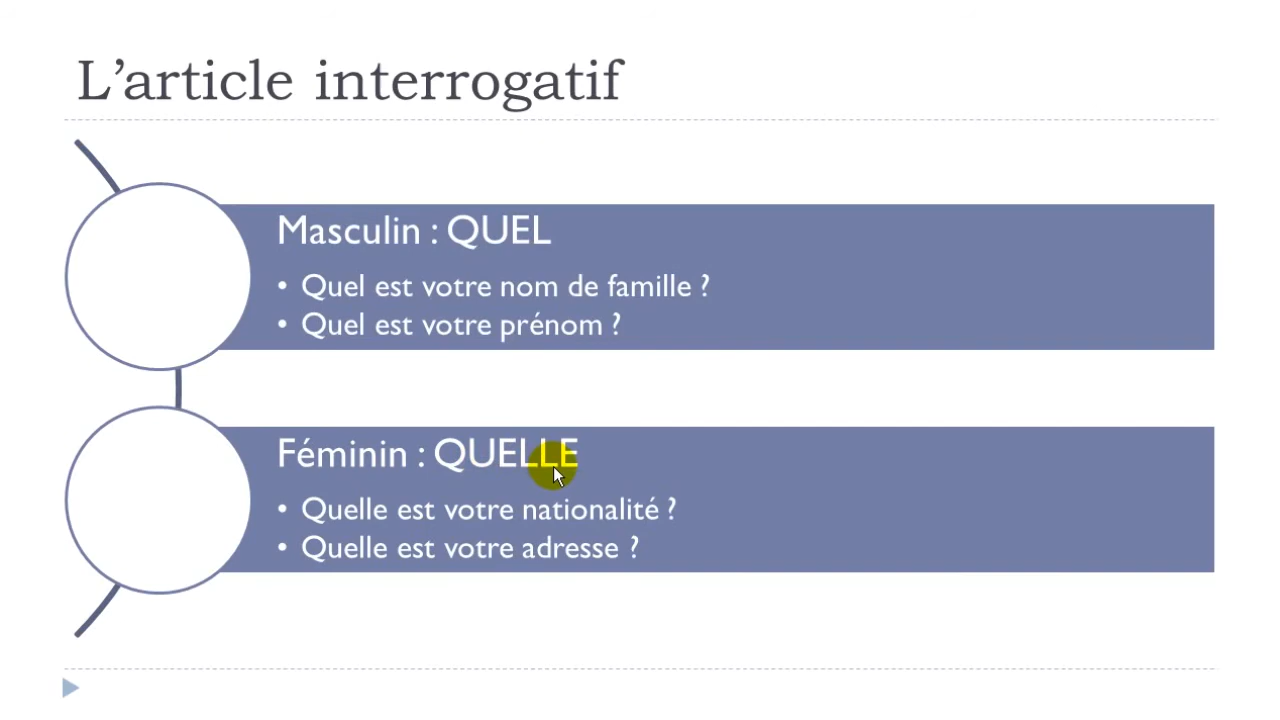 L’article interrogatif
Masculin : QUEL
• Quel est votre nom de famille ?
• Quel est votre prénom ?
Féminin : QUELLE
• Quelle est votre nationalité ?
• Quelle est votre adresse ?